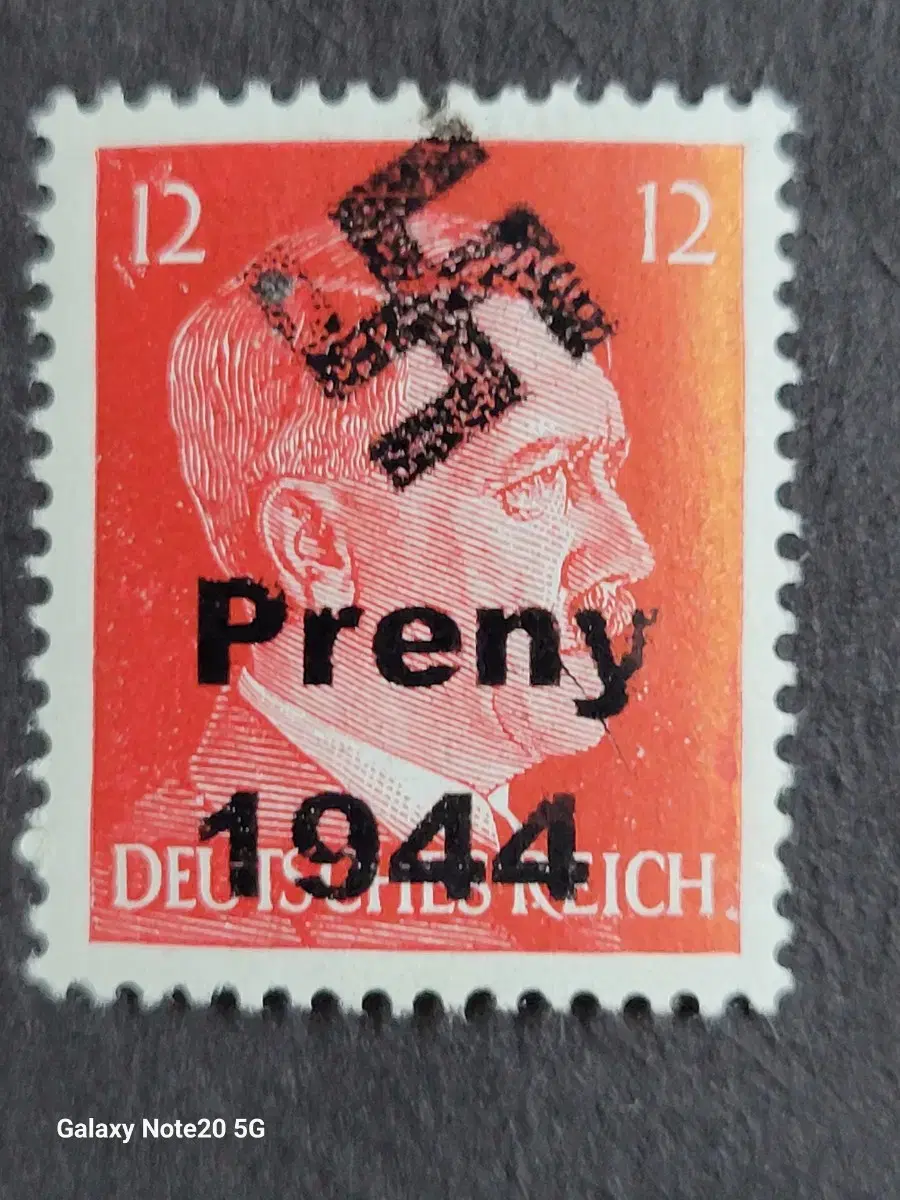 12 12
Preny
1944
DEUTSCHES REICH
Galaxy Note20 5G